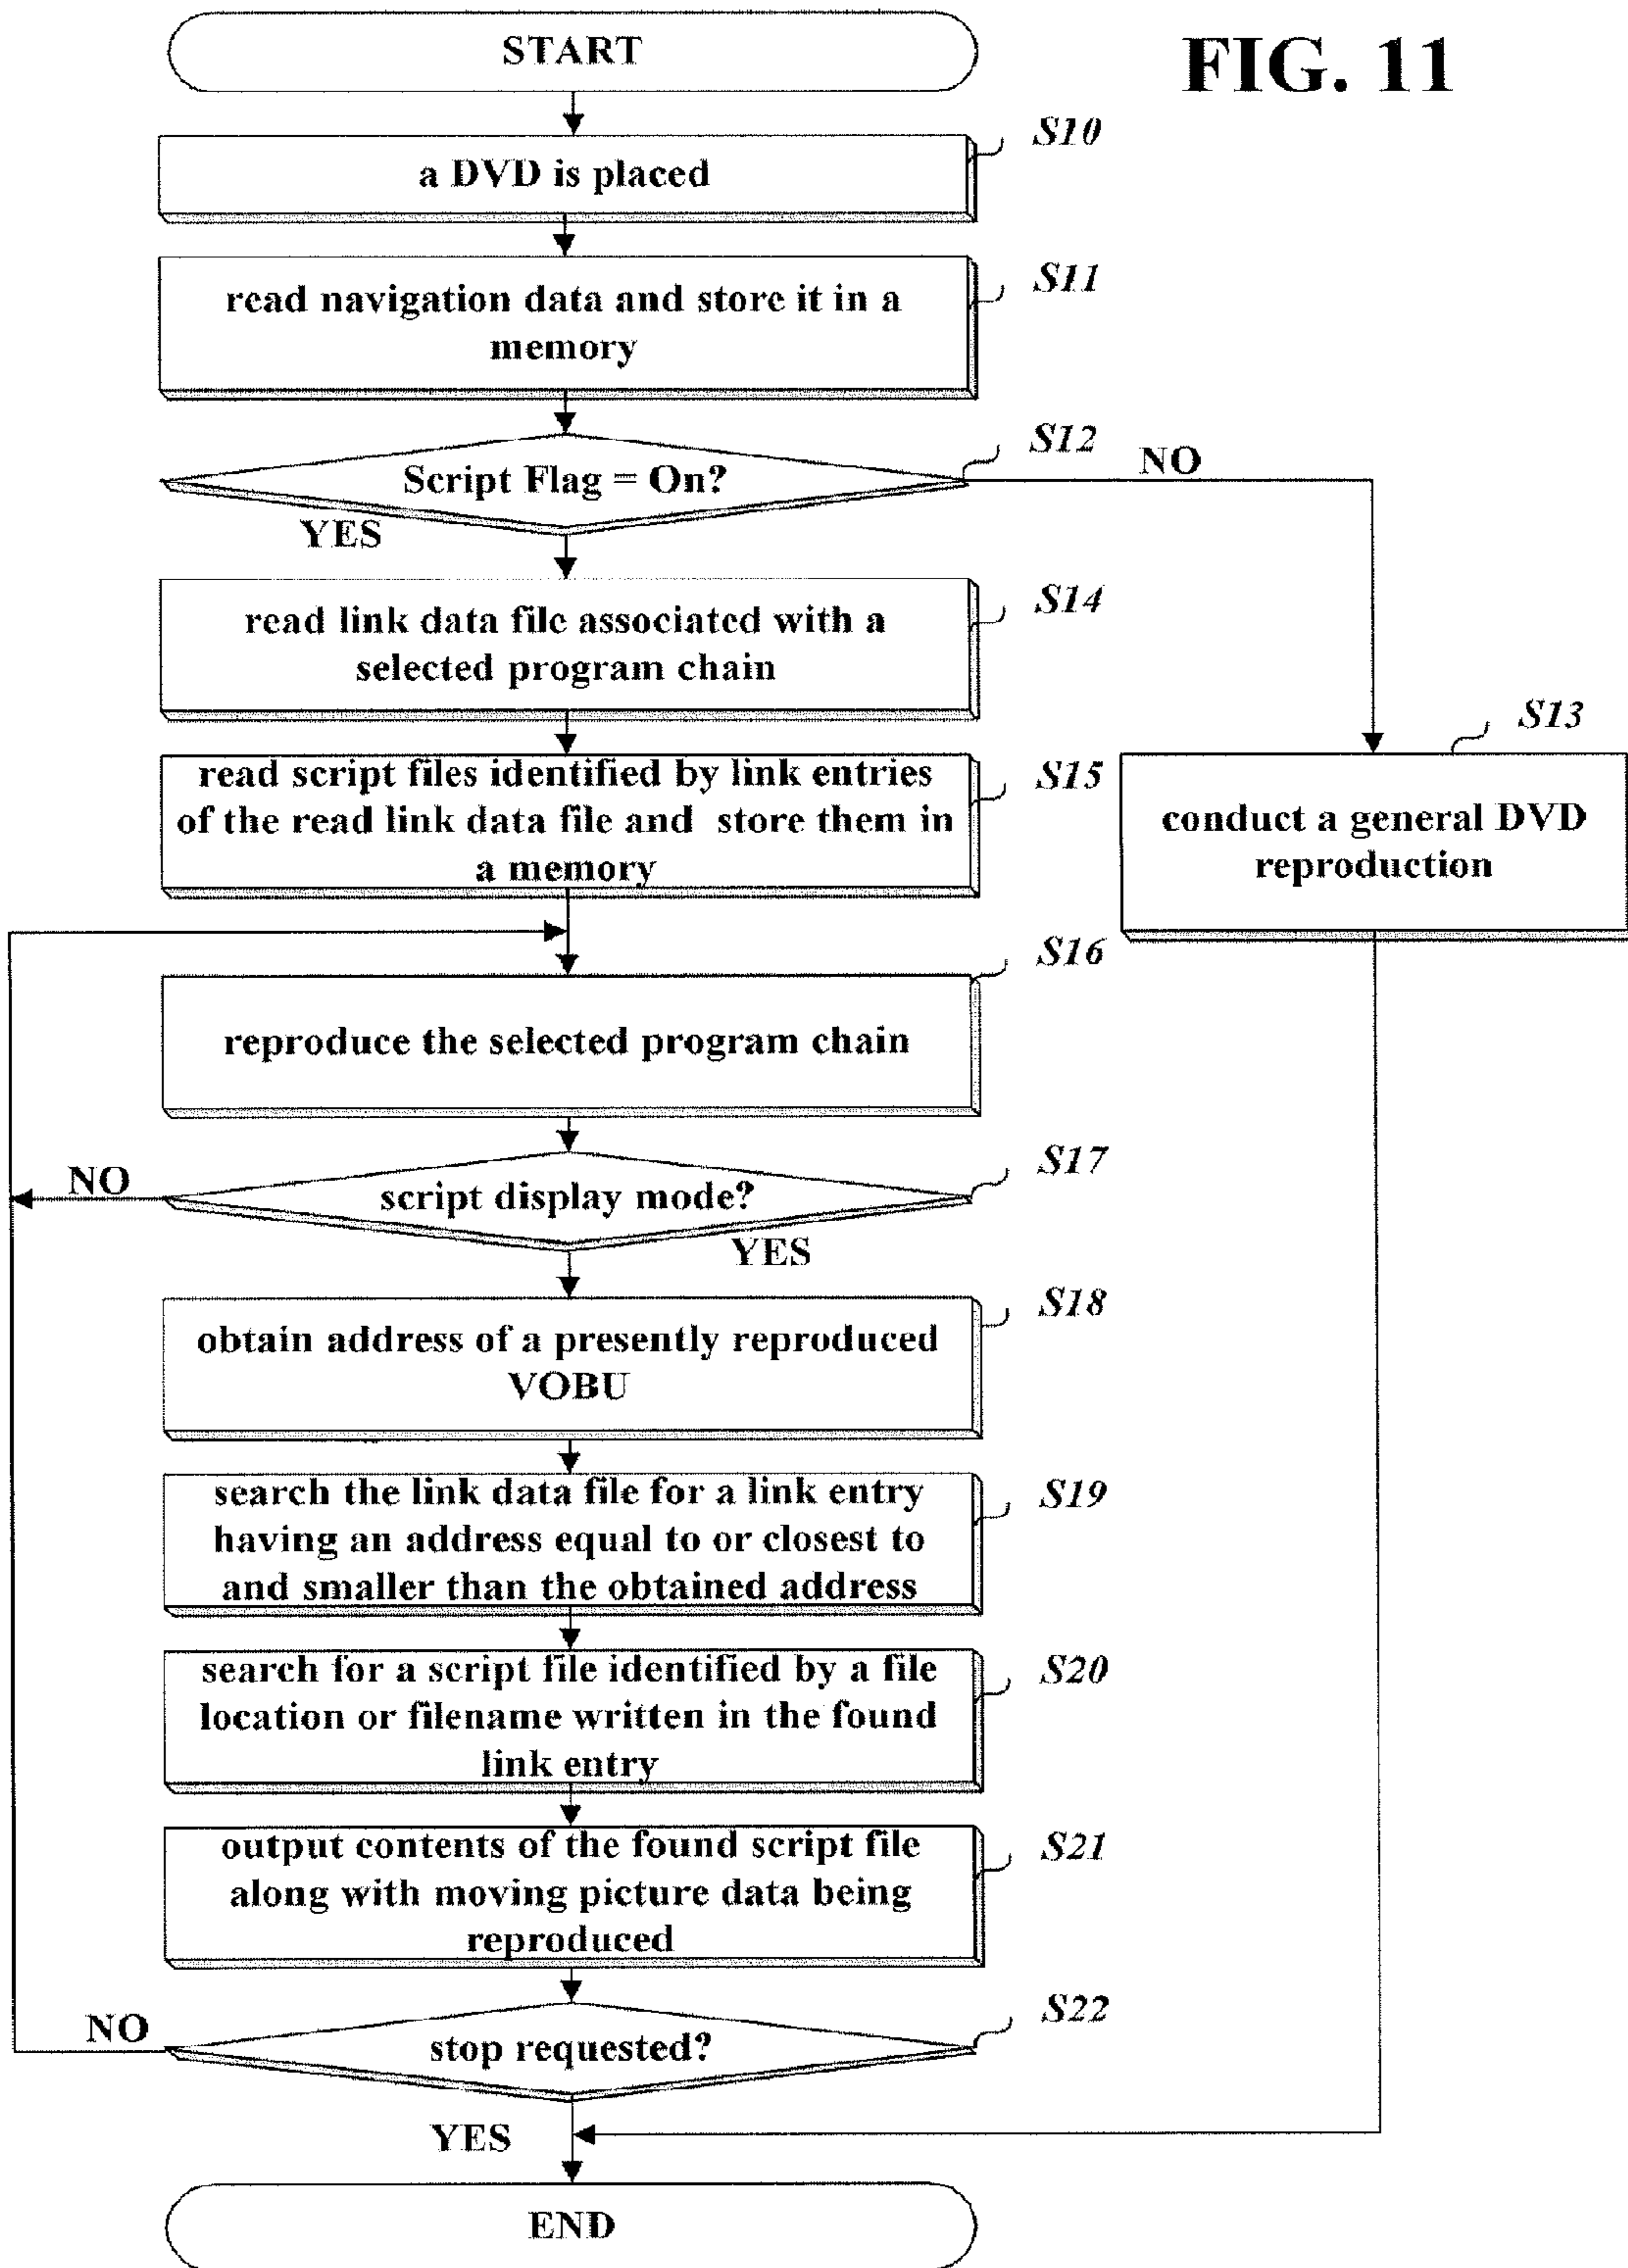 FIG. 11
START
S10
a DVD is placed
S11
read navigation data and store it in a
memory
S12
Script Flag = On?
NO
YES
S14
read link data file associated with a
selected program chain
S13
conduct a general DVD
reproduction
S15
read script files identified by link entries
of the read link data file and store them in
a memory
S16
reproduce the selected program chain
S17
script display mode?
NO
YES
S18
obtain address of a presently reproduced
VOBU
S19
search the link data file for a link entry
having an address equal to or closest to
and smaller than the obtained address
S20
search for a script file identified by a file
location or filename written in the found
link entry
S21
output contents of the found script file
along with moving picture data being
reproduced
S22
stop requested?
NO
YES
END